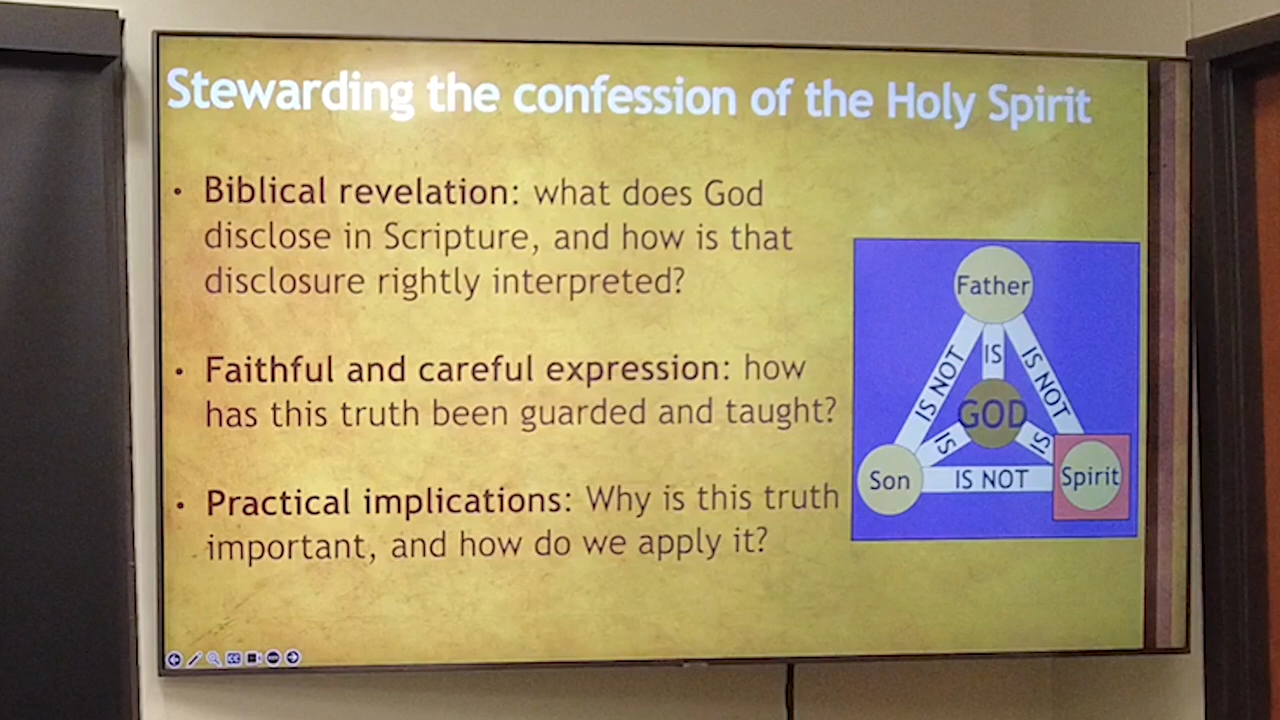 Stewarding the confession of the Holy Spirit
• Biblical revelation: what does God
disclose in Scripture, and how is that
disclosure rightly interpreted?
• Faithful and careful expression: how
has this truth been guarded and taught?
• Practical implications: Why is this truth
important, and how do we apply it?
Father
IS NOT
IS
IS NOT
GOD
IS
IS
Son
IS NOT
Spirit